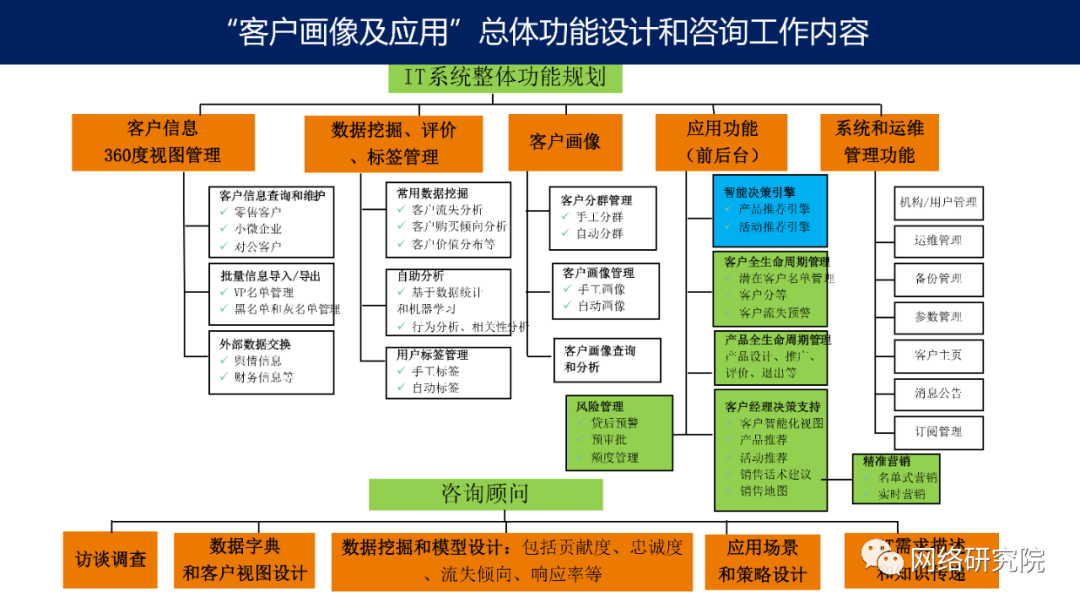 “客户画像及应用”总体功能设计和咨询工作内容
IT系统整体功能规划
客户信息
360度视图管理
数据挖掘、评价
、标签管理
客户画像
应用功能
（前后台）
系统和运维
管理功能
客户信息查询和维护
✓ 零售客户
✓ 小微企业
✓ 对公客户
批量信息导入/导出
✓ VP名单管理
✓ 黑名单和灰名单管理
外部数据交换
✓ 舆情信息
✓ 财务信息等
常用数据挖掘
✓ 客户流失分析
✓ 客户购买倾向分析
✓ 客户价值分布等
自助分析
✓ 基于数据统计
和机器学习
✓ 行为分析、相关性分析
用户标签管理
✓ 手工标签
✓ 自动标签
客户分群管理
✓ 手工分群
✓ 自动分群
客户画像管理
✓ 手工画像
✓ 自动画像
客户画像查询
和分析
智能决策引擎
✓ 产品推荐引擎
✓ 活动推荐引擎
客户全生命周期管理
✓ 潜在客户名单管理
✓ 客户分等
✓ 客户流失预警
产品全生命周期管理
产品设计、推广、
评价、退出等
风险管理
✓ 贷后预警
✓ 预审批
✓ 额度管理
客户经理决策支持
✓ 客户智能化视图
✓ 产品推荐
✓ 活动推荐
✓ 销售话术建议
✓ 销售地图
精准营销
✓ 名单式营销
✓ 实时营销
机构/用户管理
运维管理
备份管理
参数管理
客户主页
消息公告
订阅管理
咨询顾问
访谈调查
数据字典
和客户视图设计
数据挖掘和模型设计：包括贡献度、忠诚度
、流失倾向、响应率等
应用场景
和策略设计
需求描述
和知识传递
网络研究院